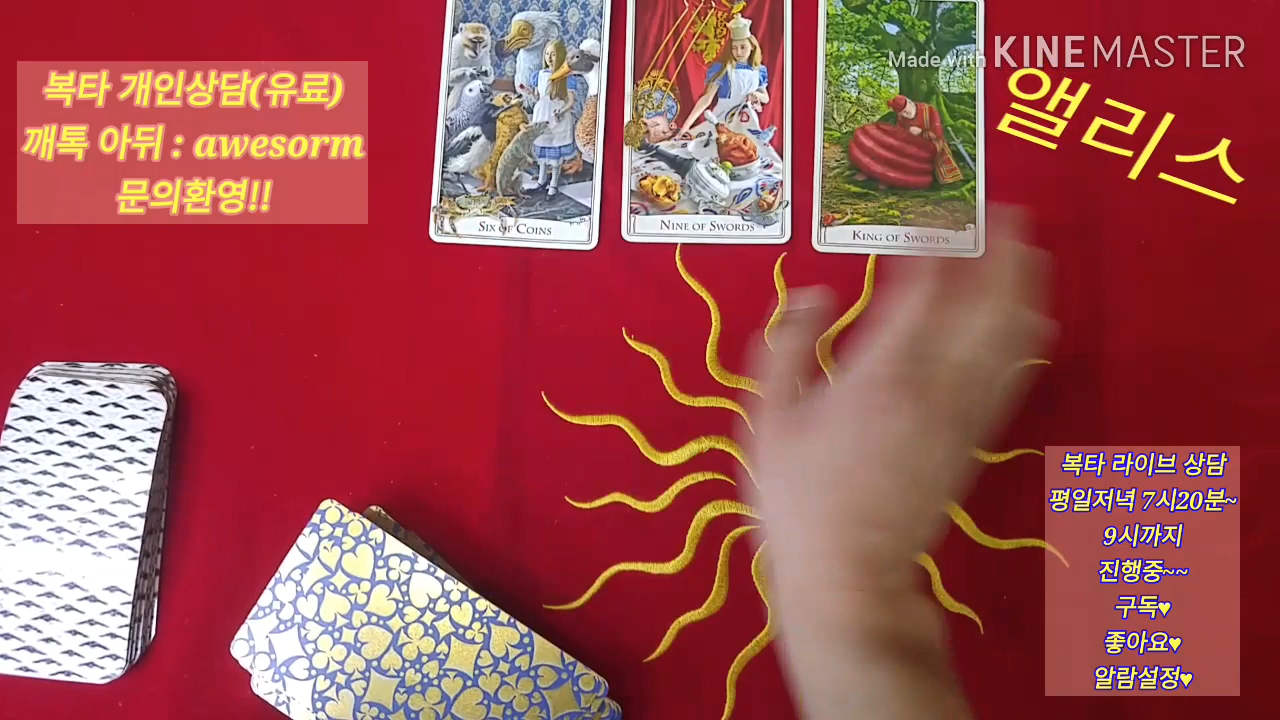 복타 개인상담(유료)
깨톡 아뒤 : awesorm
문의환영!!
Made with KINEMASTER
앨리스
SIX OF COINS
NINE OF SWORDS
KING OF SWORDS
복타 라이브 상담
평일저녁 7시20분~
9시까지
진행중~~
구독♥
좋아요♥
알람설정♥